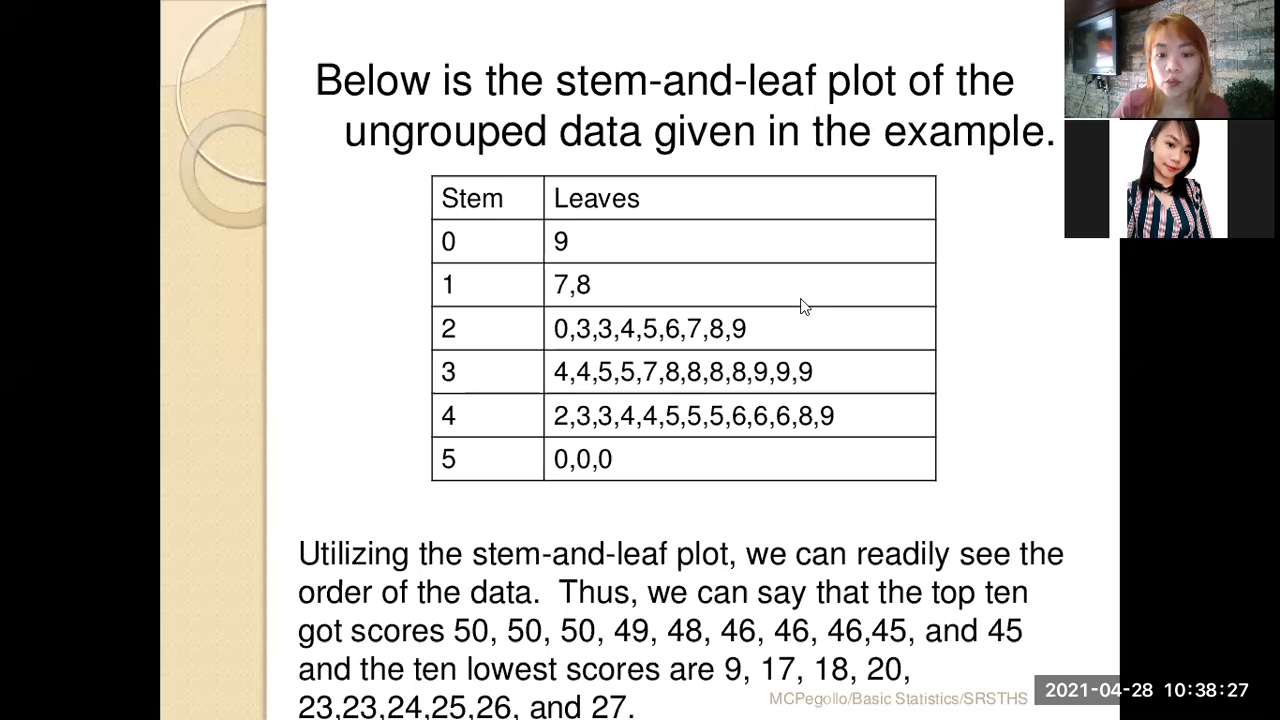 Below is the stem-and-leaf plot of the
ungrouped data given in the example.
Stem Leaves
0 9
1 7,8
2 0,3,3,4,5,6,7,8,9
3 4,4,5,5,7,8,8,8,8,9,9,9
4 2,3,3,4,4,5,5,5,6,6,6,8,9
5 0,0,0
Utilizing the stem-and-leaf plot, we can readily see the
order of the data. Thus, we can say that the top ten
got scores 50, 50, 50, 49, 48, 46, 46, 46,45, and 45
and the ten lowest scores are 9, 17, 18, 20,
23,23,24,25,26, and 27.
MCPegollo/Basic Statistics/SRSTHS
2021-04-28 10:38:27